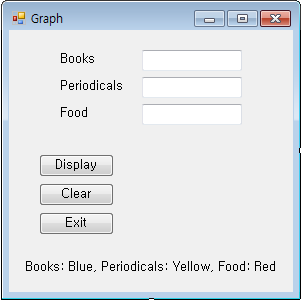 Graph
Books
Periodicals
Food
Display
Clear
Exit
Books: Blue, Periodicals: Yellow, Food: Red